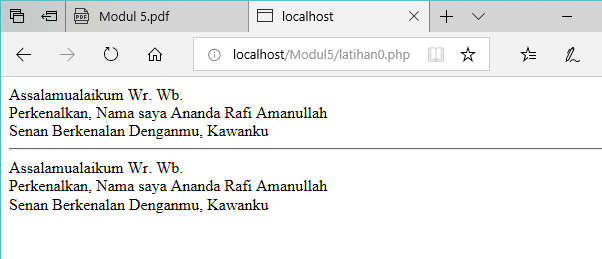 Modul 5.pdf
localhost
localhost/Modul5/latihan0.php
Assalamualaikum Wr. Wb.
Perkenalkan, Nama saya Ananda Rafi Amanullah
Senan Berkenalan Denganmu, Kawanku
Assalamualaikum Wr. Wb.
Perkenalkan, Nama saya Ananda Rafi Amanullah
Senan Berkenalan Denganmu, Kawanku